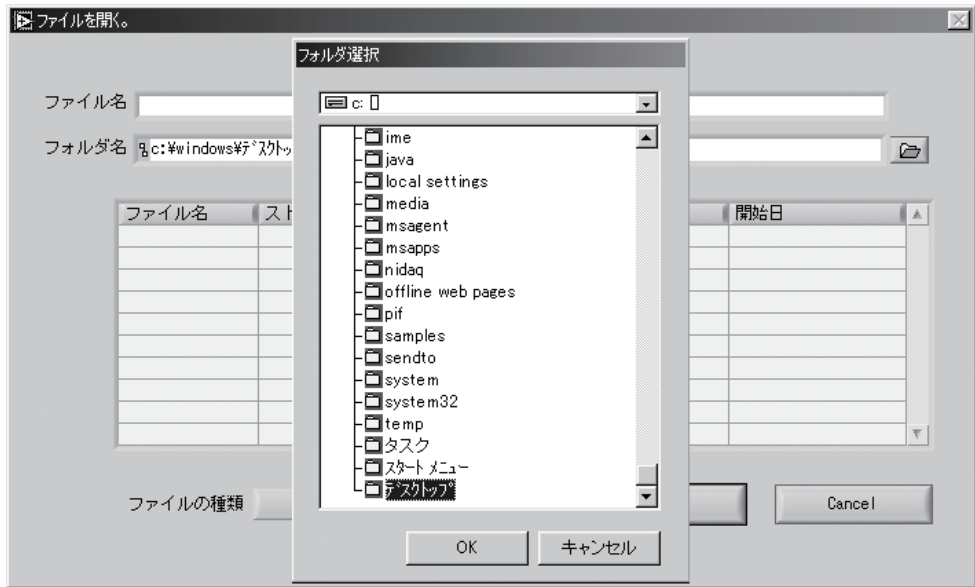 ファイルを開く。
フォルダ選択
ファイル名
c:
フォルダ名 c:¥windows¥デスクトッ
ime
java
local settings
media
msagent
msapps
nidaq
offline web pages
pif
samples
sendto
system
system32
temp
タスク
スタート メニュー
デスクトップ
ファイル名 スト 開始日
ファイルの種類
OK キャンセル
Cancel